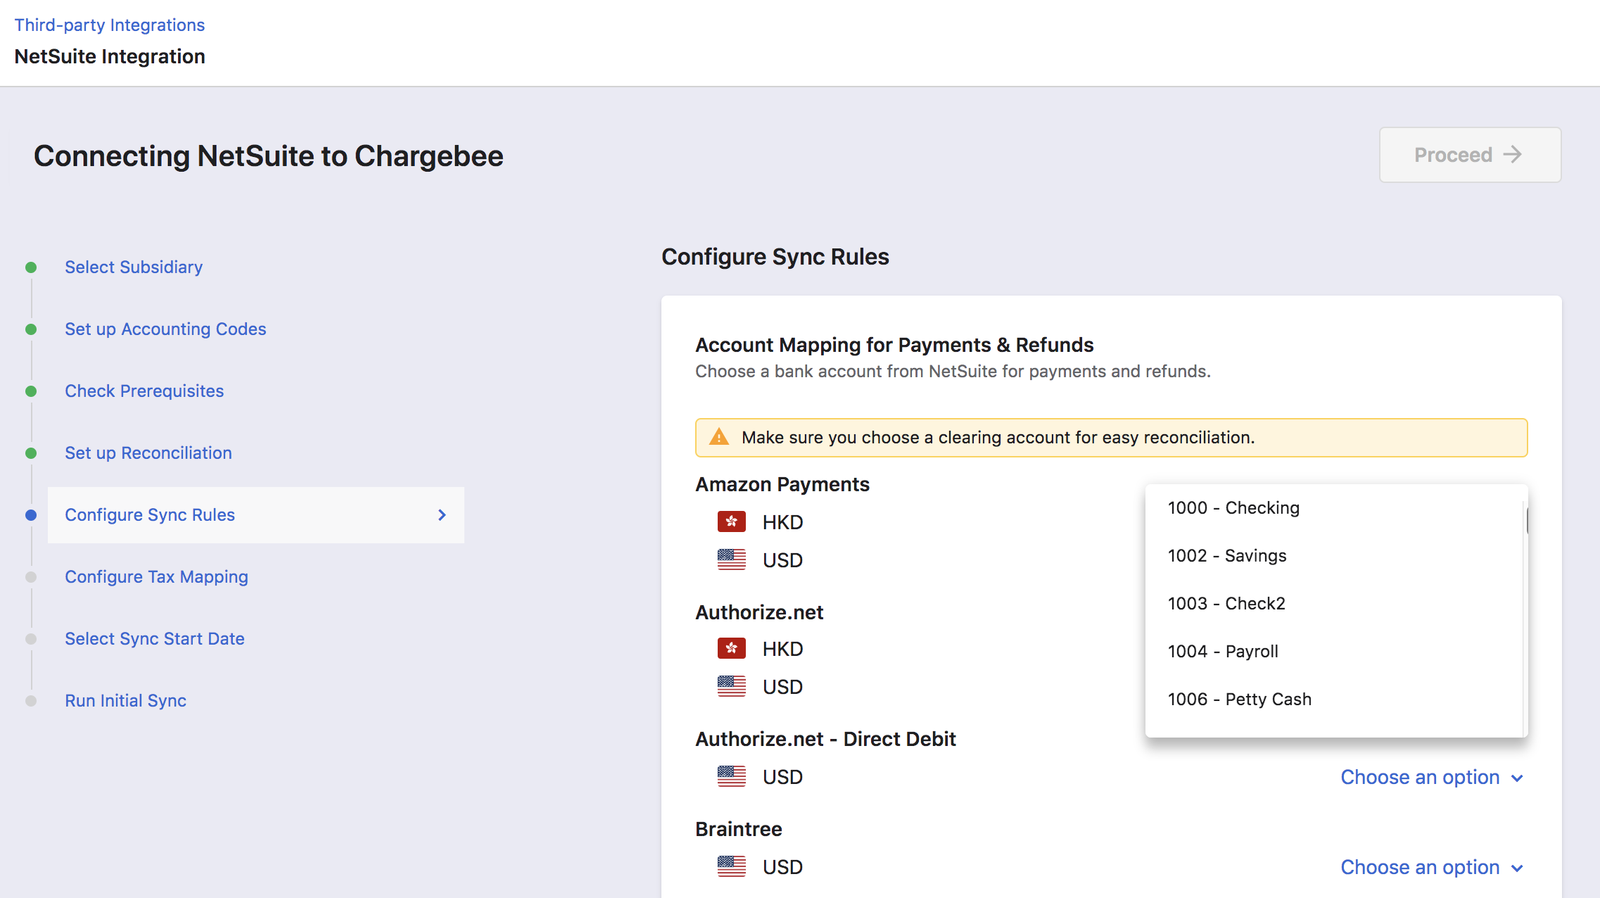 Third-party Integrations
NetSuite Integration
Connecting NetSuite to Chargebee
Proceed →
Select Subsidiary
Set up Accounting Codes
Check Prerequisites
Set up Reconciliation
Configure Sync Rules
Configure Tax Mapping
Select Sync Start Date
Run Initial Sync
Configure Sync Rules
Account Mapping for Payments & Refunds
Choose a bank account from NetSuite for payments and refunds.
Make sure you choose a clearing account for easy reconciliation.
Amazon Payments
HKD
USD
Authorize.net
HKD
USD
1000 - Checking
1002 - Savings
1003 - Check2
1004 - Payroll
1006 - Petty Cash
Authorize.net - Direct Debit
USD Choose an option
Braintree
USD Choose an option